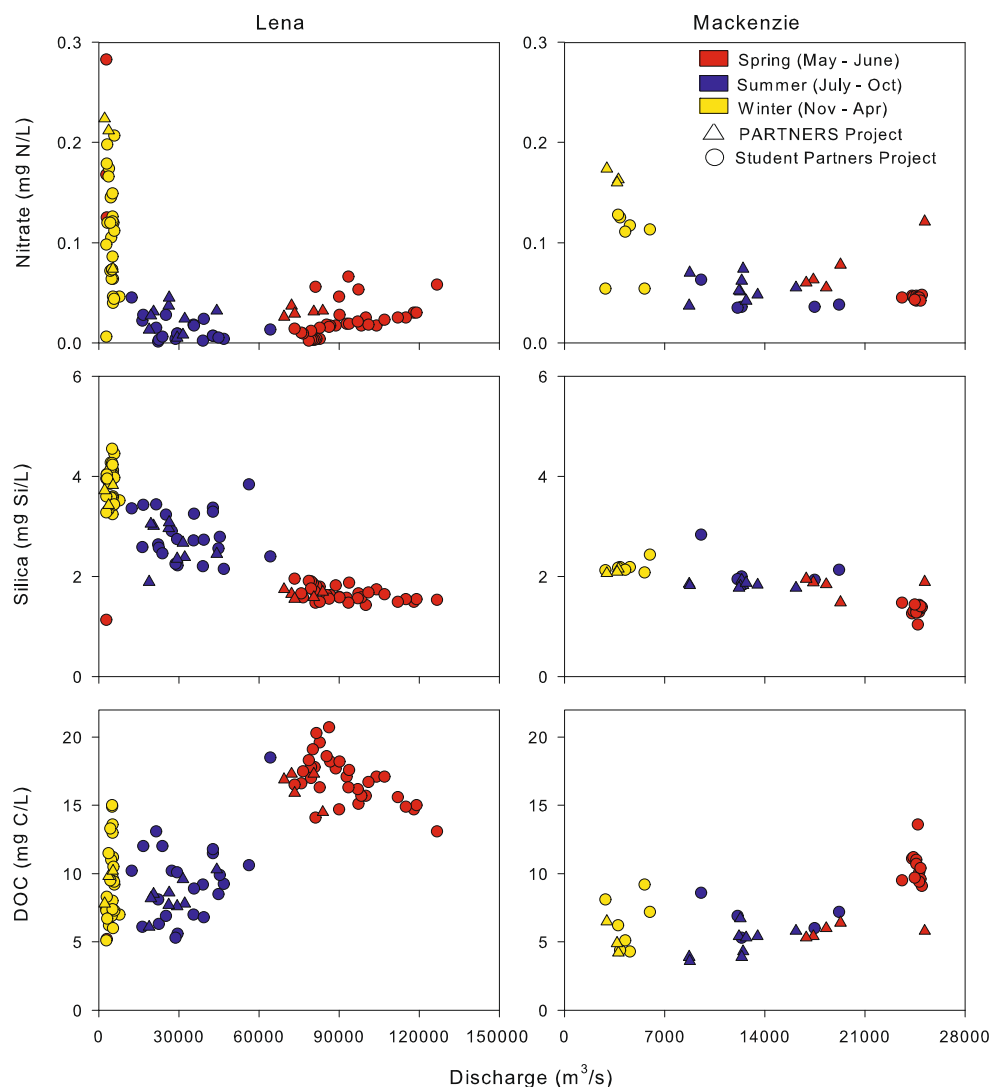 Lena
Mackenzie
0.3
0.2
0.1
0.0
Nitrate (mg N/L)
0.3
0.2
0.1
0.0
Spring (May - June)
Summer (July - Oct)
Winter (Nov - Apr)
PARTNERS Project
Student Partners Project
6
4
2
0
Silica (mg Si/L)
6
4
2
0
20
15
10
5
0
DOC (mg C/L)
20
15
10
5
0
0 30000 60000 90000 120000 150000
0 7000 14000 21000 28000
Discharge (m³/s)